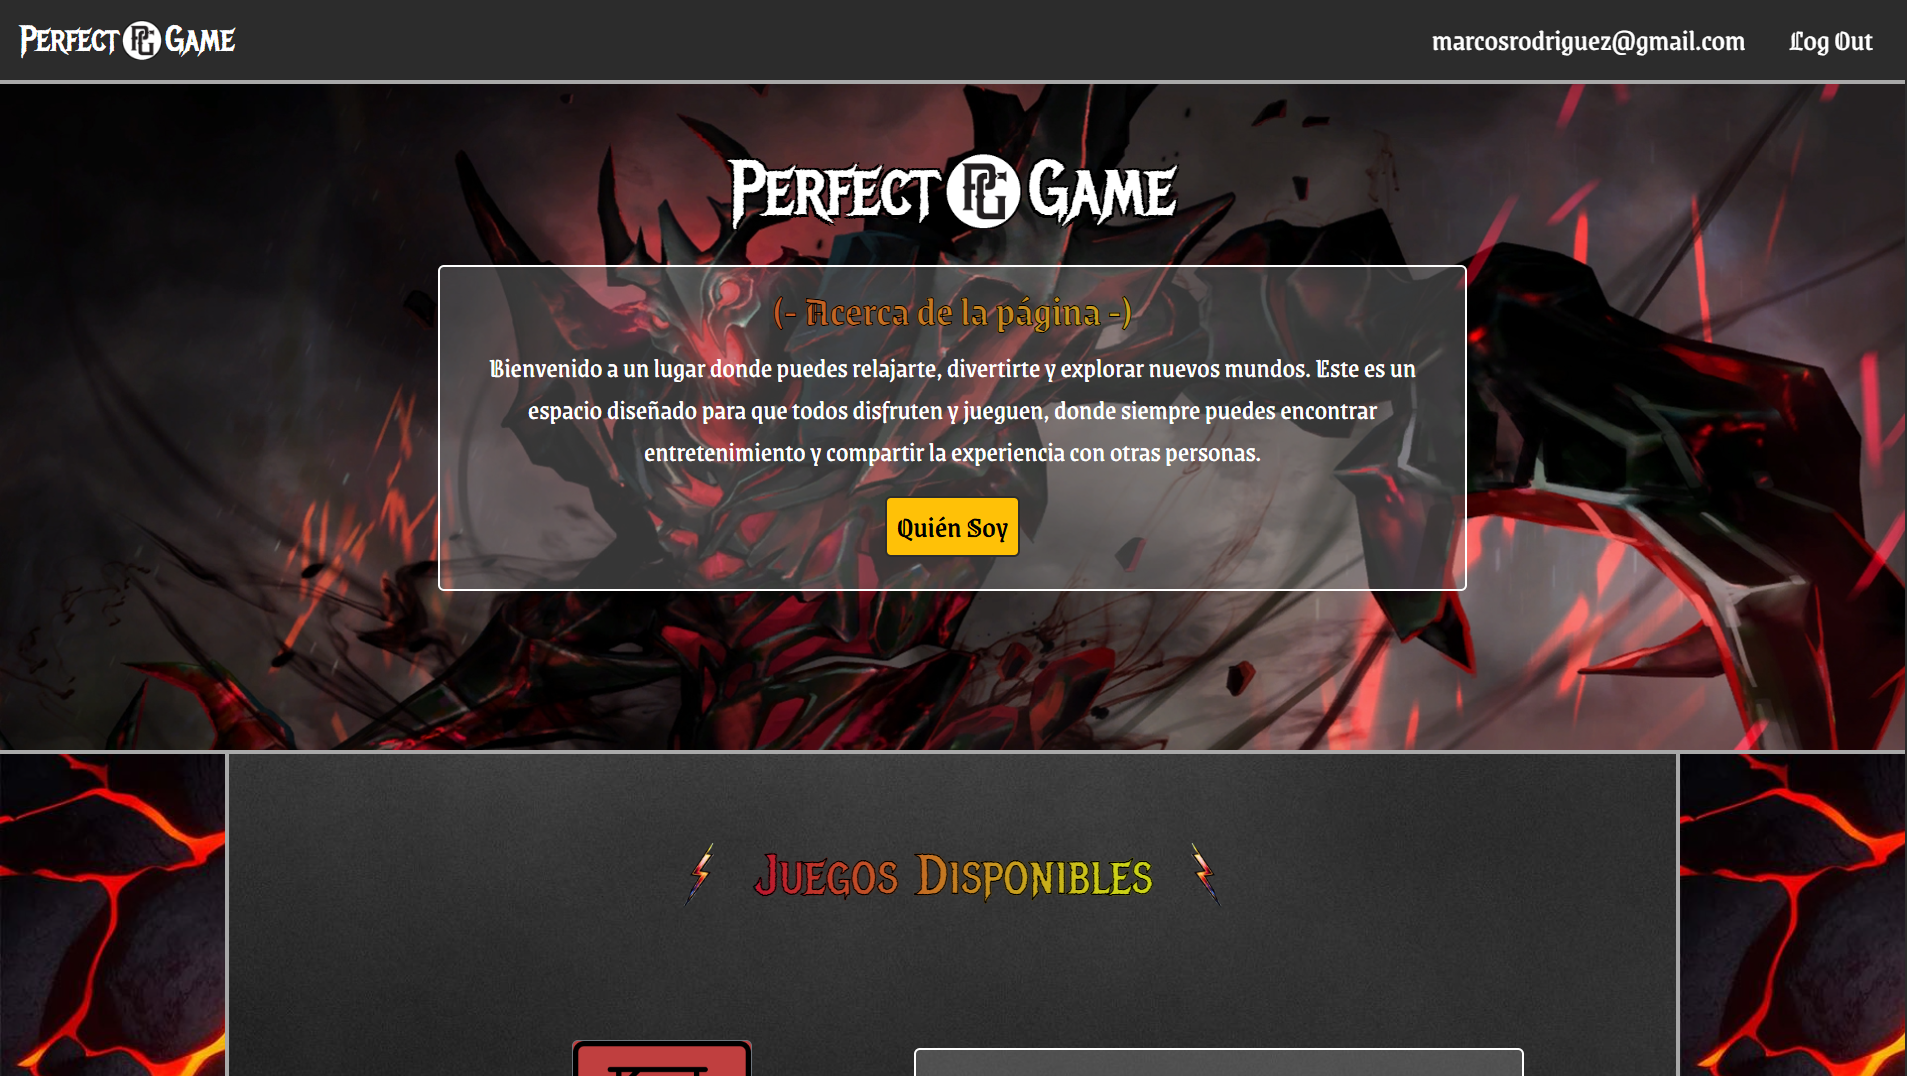 PERFECT PG GAME
marcosrodriguez@gmail.com
Log Out
PERFECT PG GAME
(- Acerca de la página -)
Bienvenido a un lugar donde puedes relajarte, divertirte y explorar nuevos mundos. Este es un
espacio diseñado para que todos disfruten y jueguen, donde siempre puedes encontrar
entretenimiento y compartir la experiencia con otras personas.
Quién Soy
JUEGOS DISPONIBLES